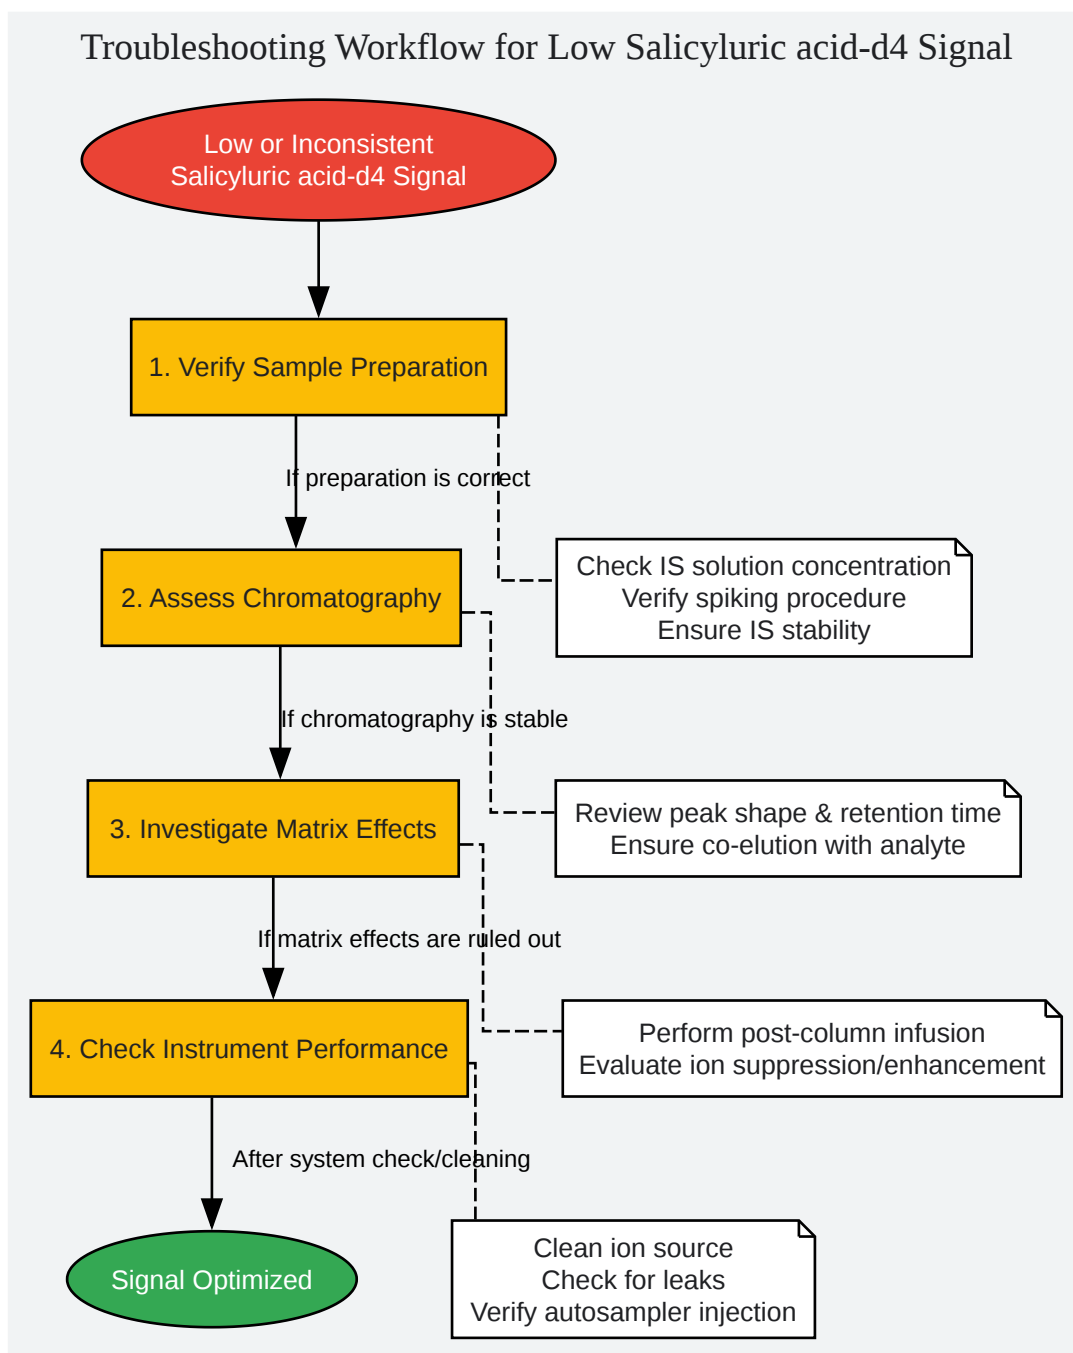 Troubleshooting Workflow for Low Salicyluric acid-d4 Signal
Low or Inconsistent
Salicyluric acid-d4 Signal
1. Verify Sample Preparation
If preparation is correct
Check IS solution concentration
Verify spiking procedure
Ensure IS stability
2. Assess Chromatography
If chromatography is stable
Review peak shape & retention time
Ensure co-elution with analyte
3. Investigate Matrix Effects
If matrix effects are ruled out
Perform post-column infusion
Evaluate ion suppression/enhancement
4. Check Instrument Performance
After system check/cleaning
Clean ion source
Check for leaks
Verify autosampler injection
Signal Optimized